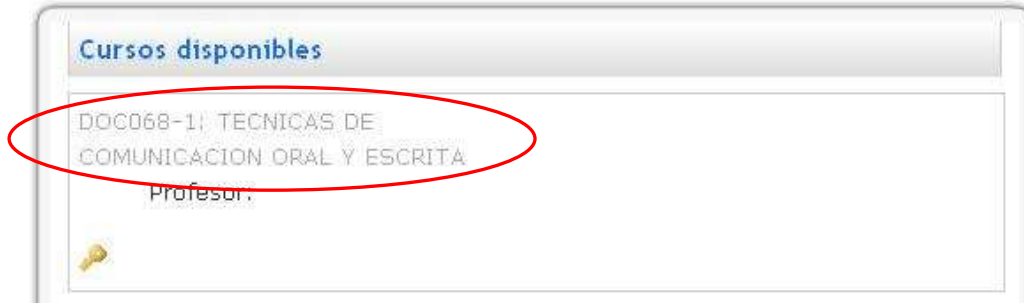 Cursos disponibles
DOC068-1: TECNICAS DE
COMUNICACION ORAL Y ESCRITA
Profesor: